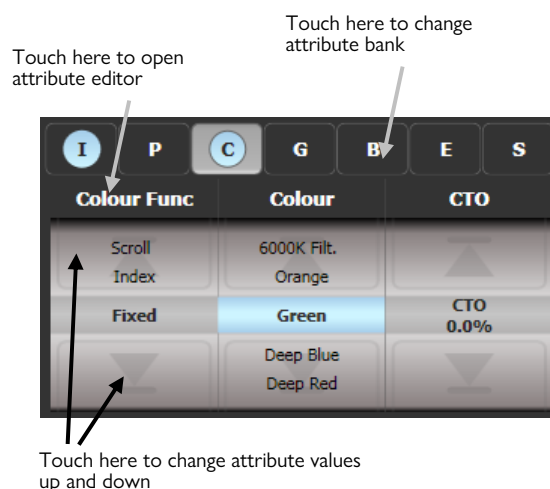 Touch here to change
attribute bank
Touch here to open
attribute editor
I P C G B E S
Colour Func Colour CTO
Scroll 6000K Filt.
Index Orange
Fixed Green CTO
0.0%
Deep Blue
Deep Red
Touch here to change attribute values
up and down